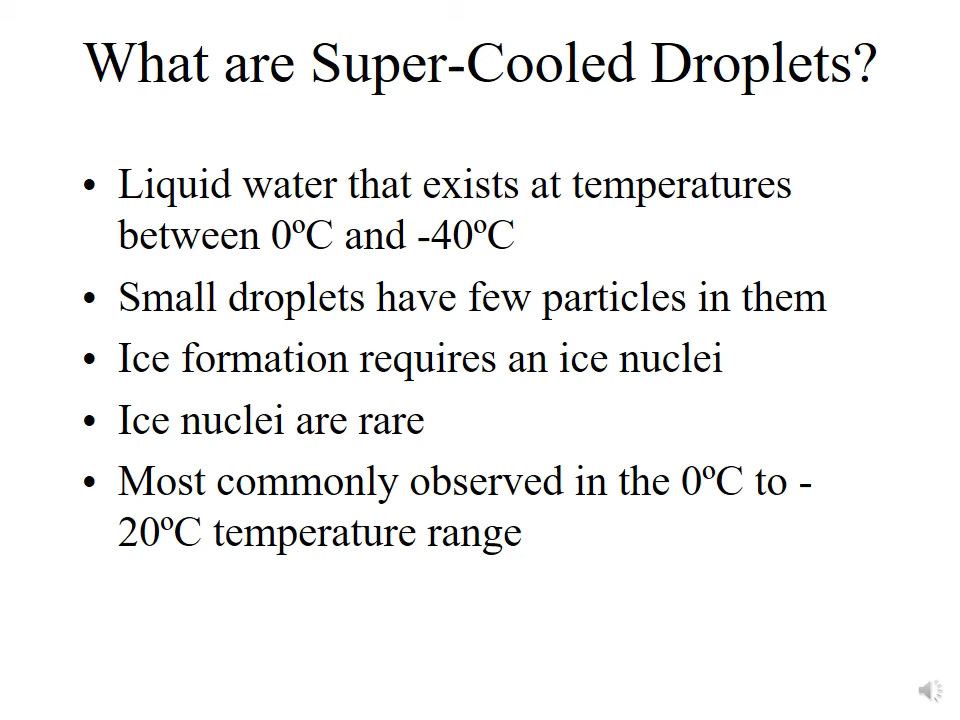 What are Super-Cooled Droplets?
• Liquid water that exists at temperatures
between 0ºC and -40ºC
• Small droplets have few particles in them
• Ice formation requires an ice nuclei
• Ice nuclei are rare
• Most commonly observed in the 0ºC to -
20ºC temperature range